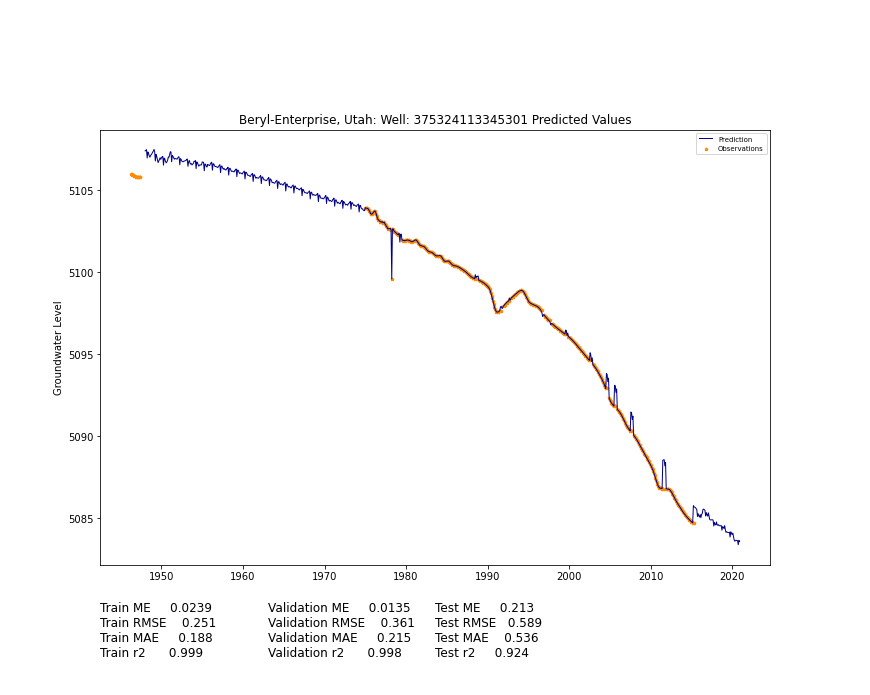 Beryl-Enterprise, Utah: Well: 375324113345301 Predicted Values
Prediction
Observations
Groundwater Level
5105
5100
5095
5090
5085
1950 1960 1970 1980 1990 2000 2010 2020
Train ME 0.0239 Validation ME 0.0135 Test ME 0.213
Train RMSE 0.251 Validation RMSE 0.361 Test RMSE 0.589
Train MAE 0.188 Validation MAE 0.215 Test MAE 0.536
Train r2 0.999 Validation r2 0.998 Test r2 0.924